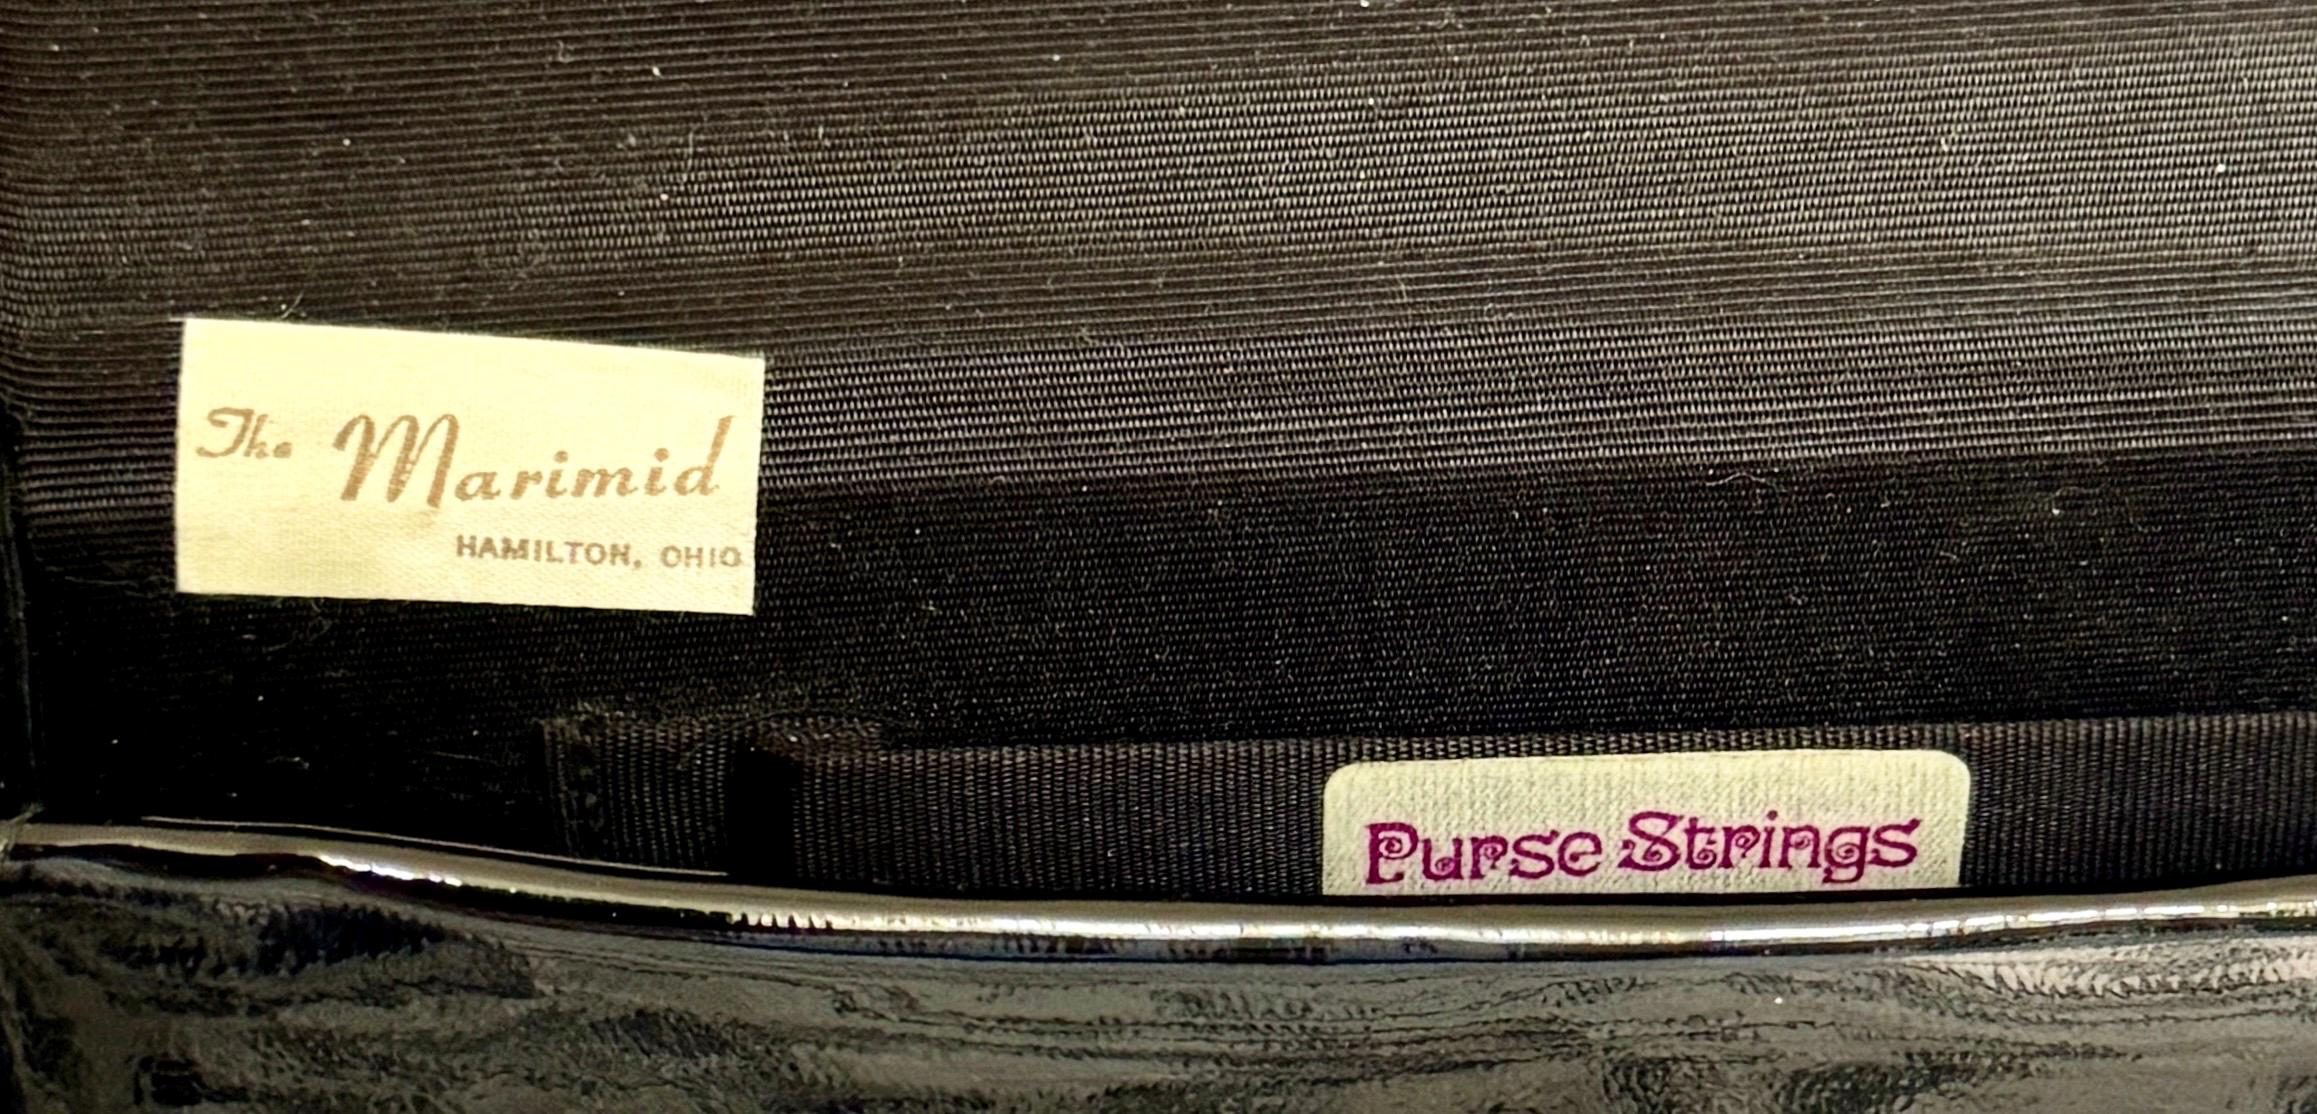 The Marimid
HAMILTON, OHIO
Purse Strings